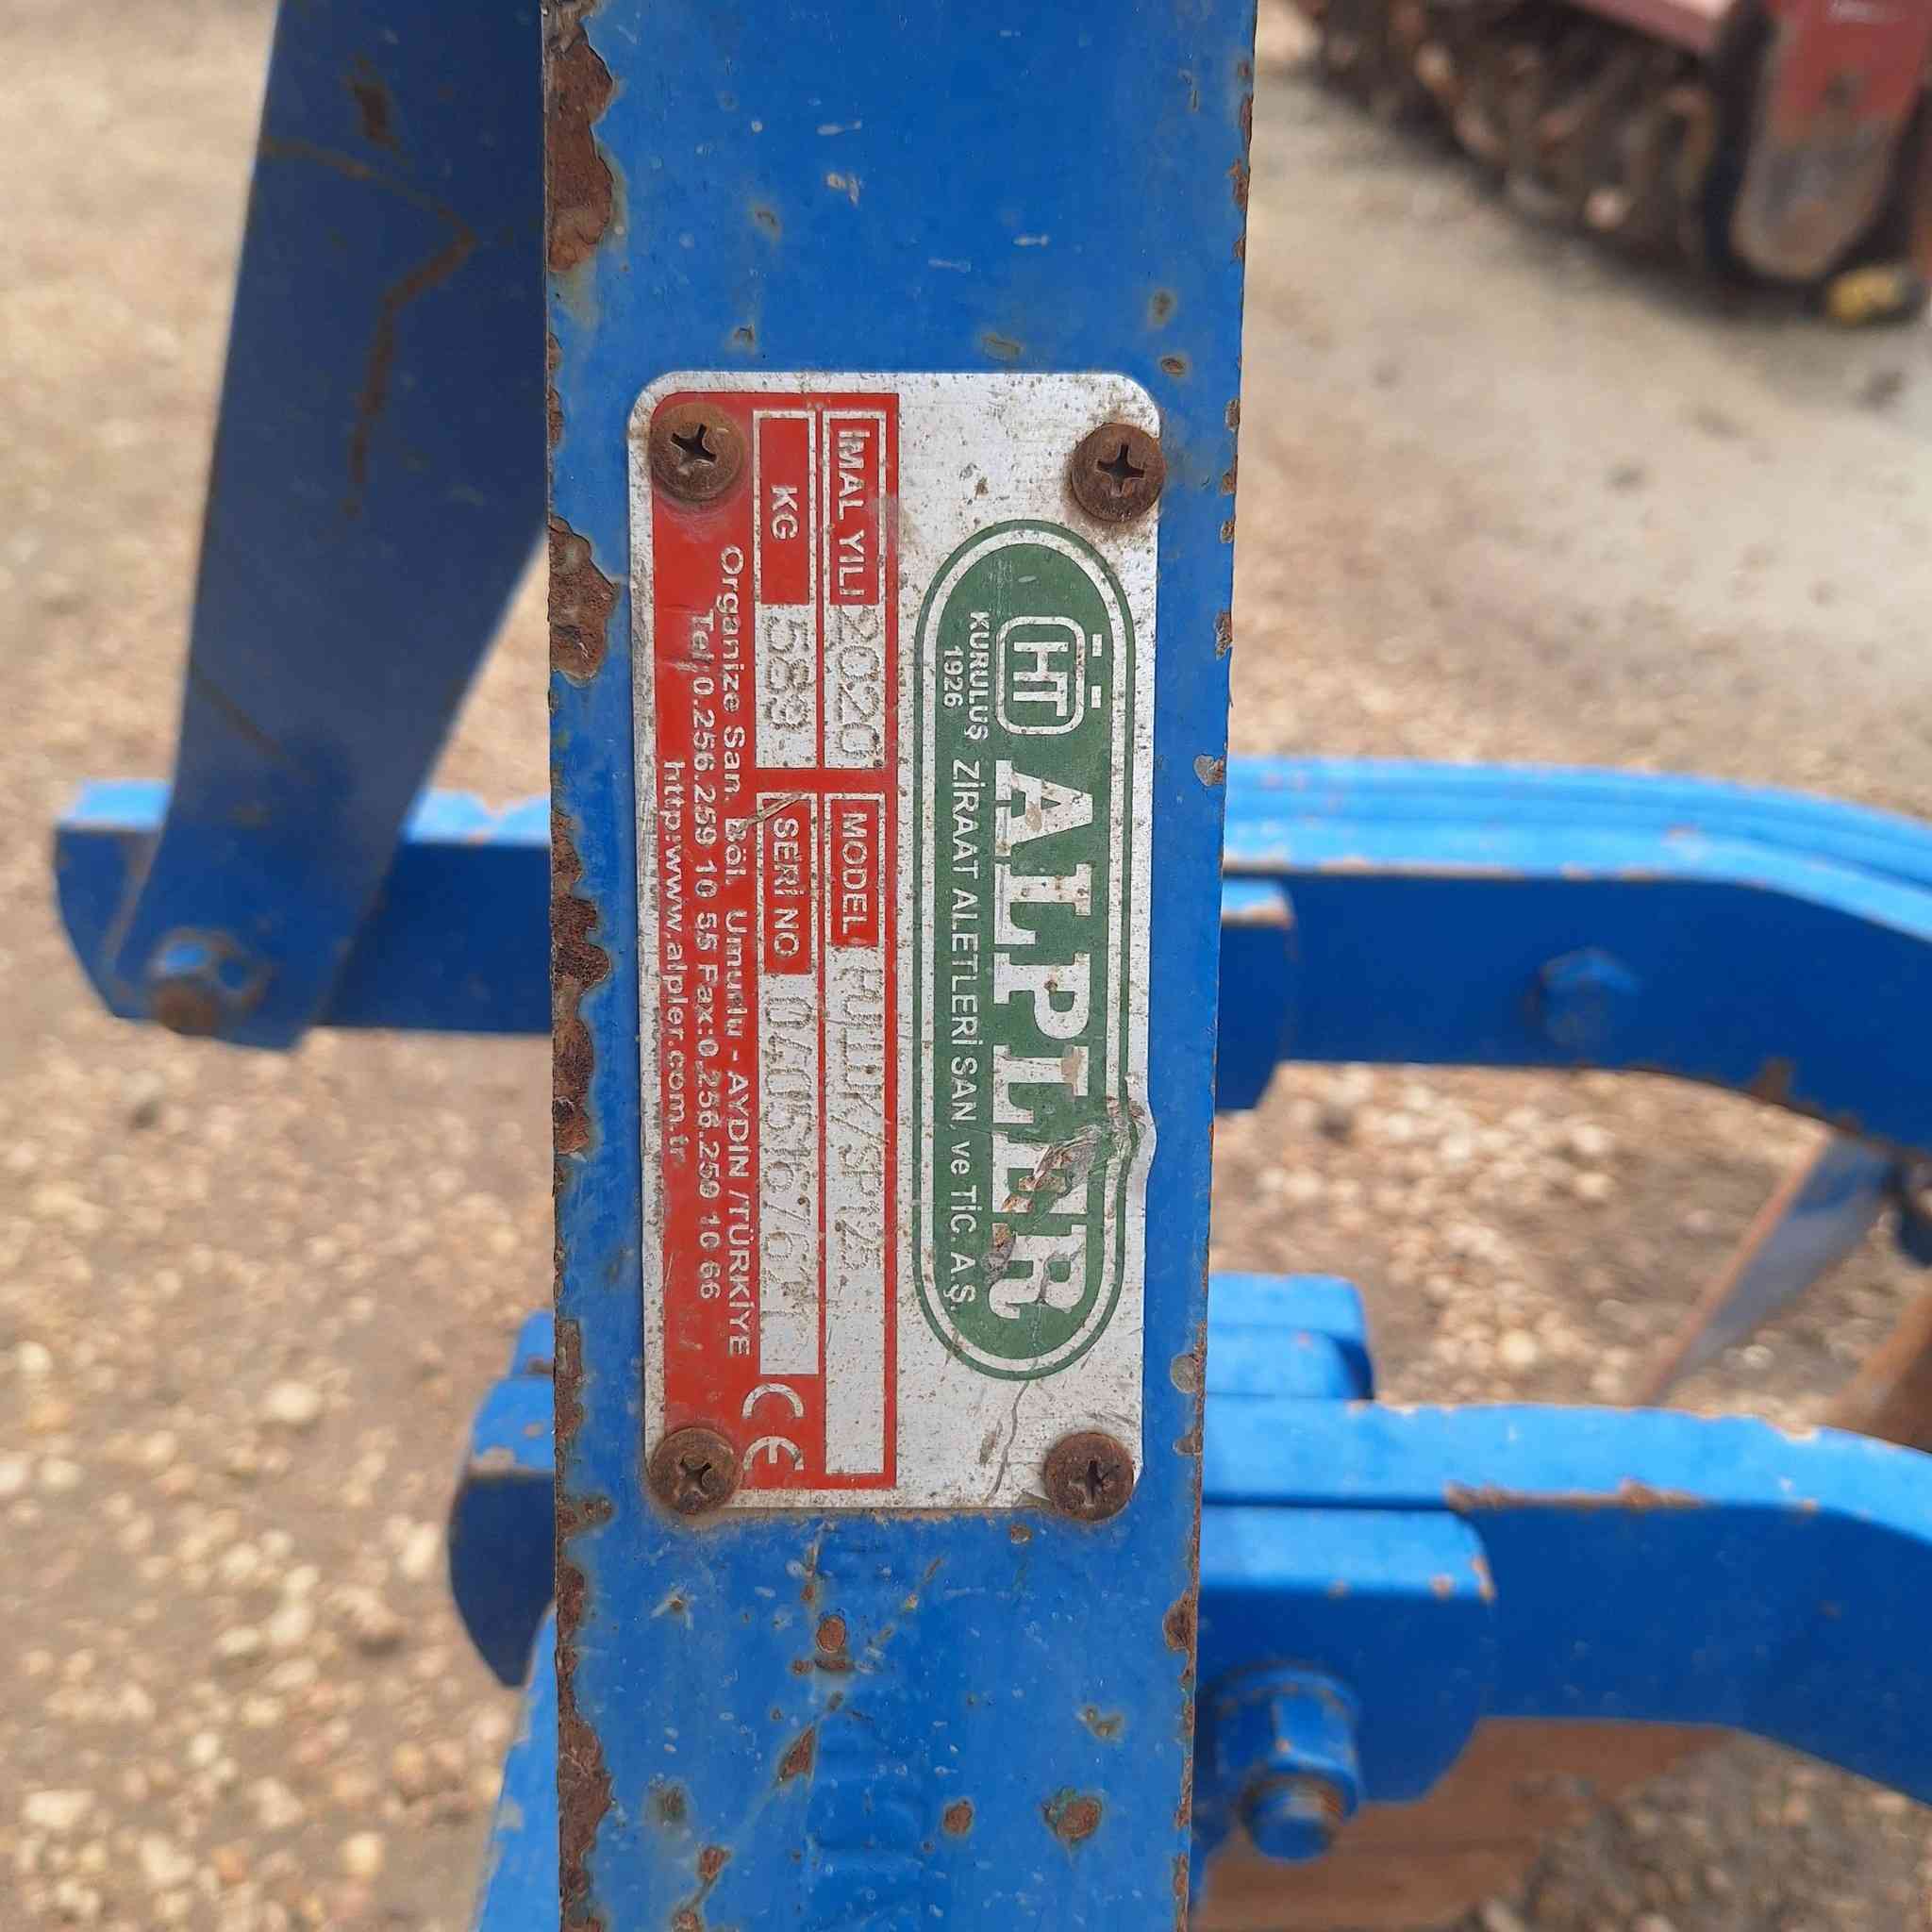 HT ALPLER
KURULUŞ
1926
ZİRAAT ALETLERİ SAN. ve TİC. A.Ş.
İMAL YILI 2020 MODEL
KG 589 SERİ NO
Organize San. Böl. Umurlu - AYDIN /TÜRKİYE
Tel: 0.256.259 10 55 Fax:0.256.259 10 66
http:www.alpler.com.tr
CE